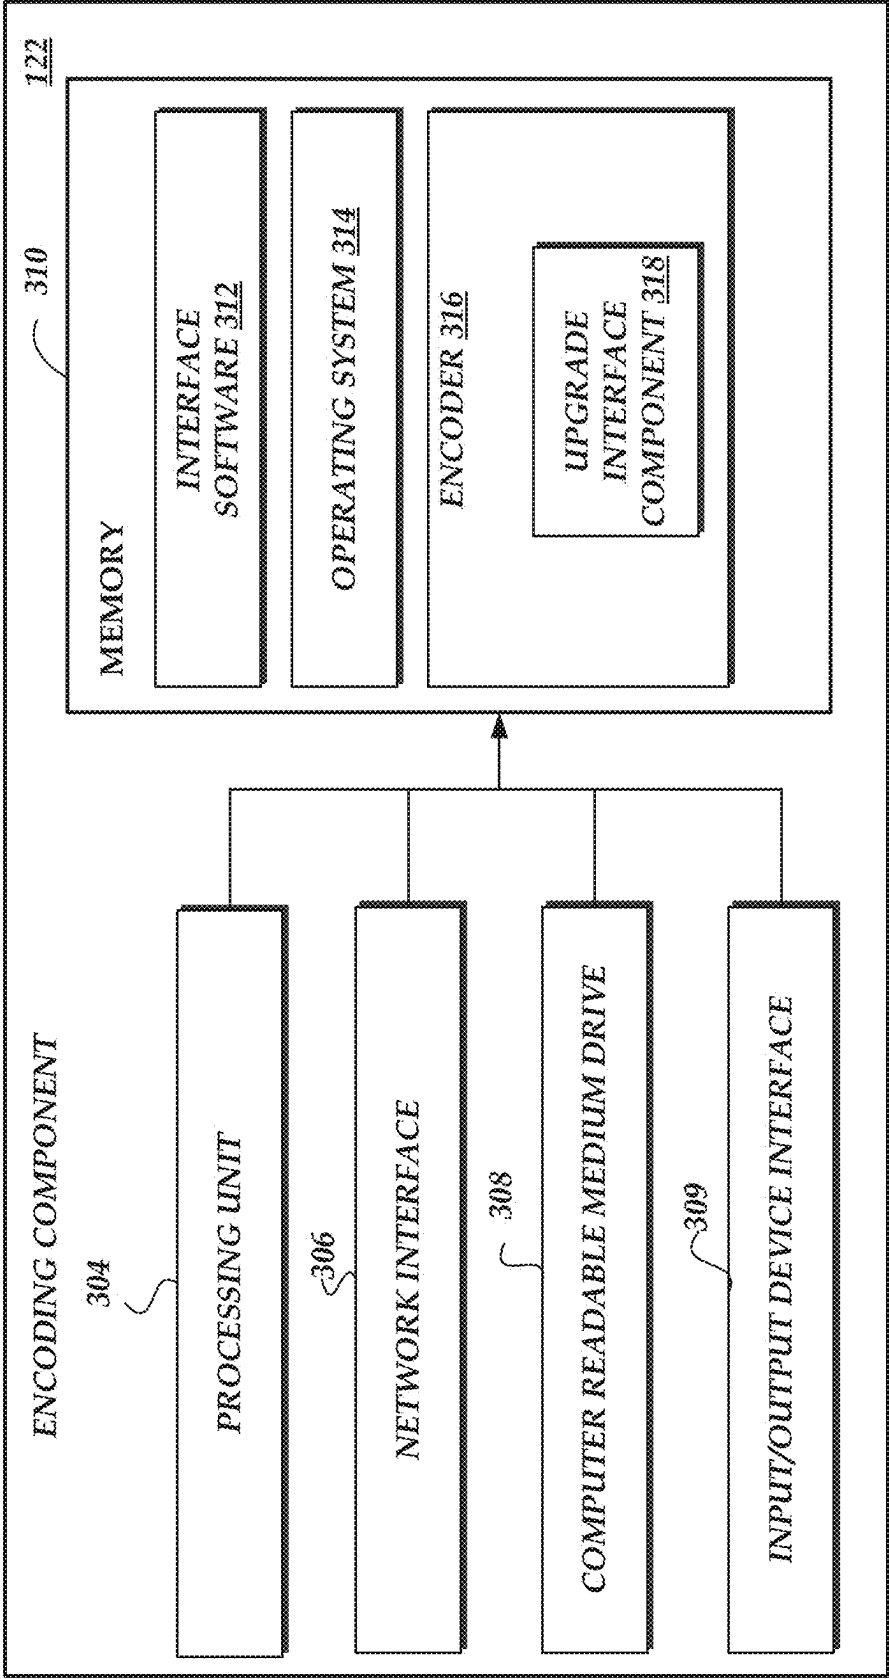 ENCODING COMPONENT
122
304
PROCESSING UNIT
306
NETWORK INTERFACE
308
COMPUTER READABLE MEDIUM DRIVE
309
INPUT/OUTPUT DEVICE INTERFACE
310
MEMORY
INTERFACE
SOFTWARE 312
OPERATING SYSTEM 314
ENCODER 316
UPGRADE
INTERFACE
COMPONENT 318